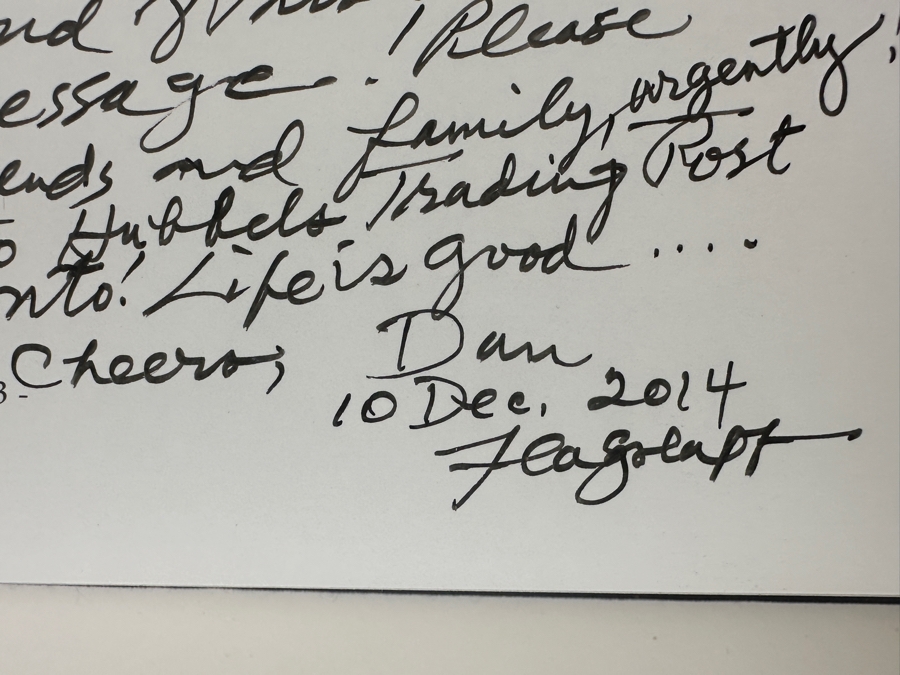 nd
essage.! Please
ends and family, urgently!
o Hubbels Trading Post
nto! Life is good ....
Cheers, Dan
3-
10 Dec. 2014
Flagstaff